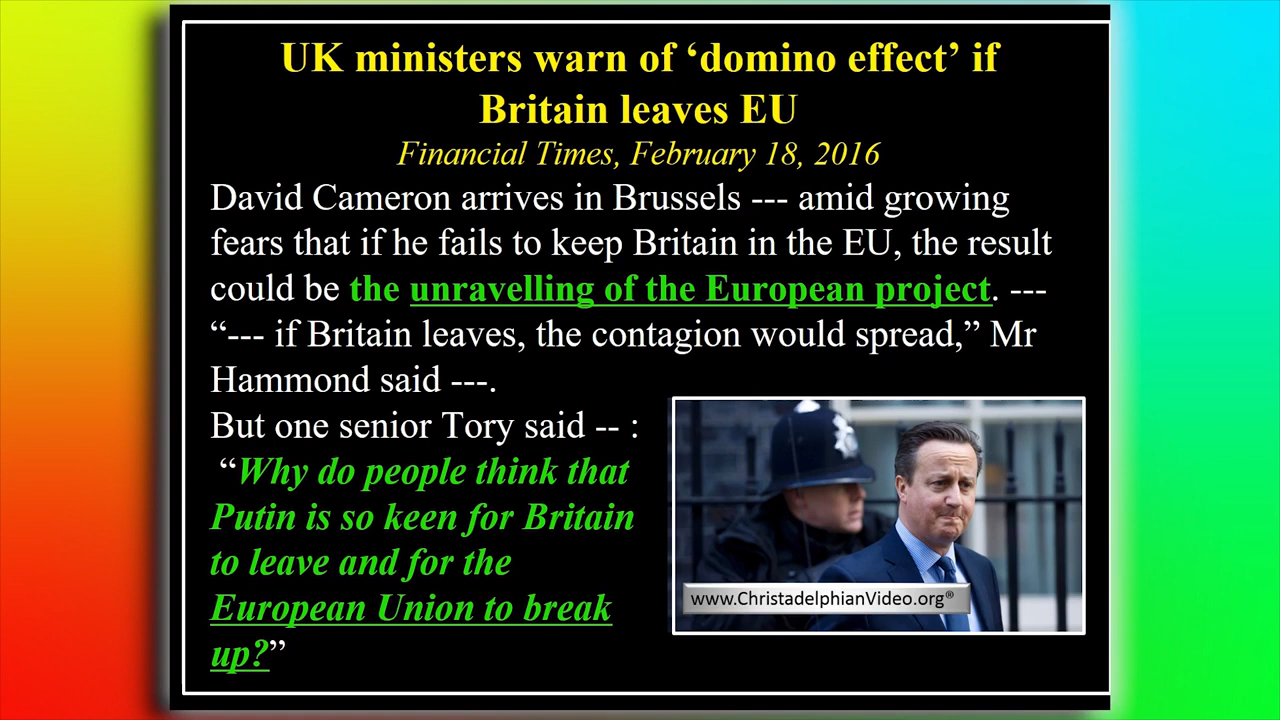 UK ministers warn of ‘domino effect’ if
Britain leaves EU
Financial Times, February 18, 2016
David Cameron arrives in Brussels --- amid growing
fears that if he fails to keep Britain in the EU, the result
could be the unravelling of the European project. ---
“--- if Britain leaves, the contagion would spread,” Mr
Hammond said ---.
But one senior Tory said -- :
“Why do people think that
Putin is so keen for Britain
to leave and for the
European Union to break
up?”
www.ChristadelphianVideo.org®